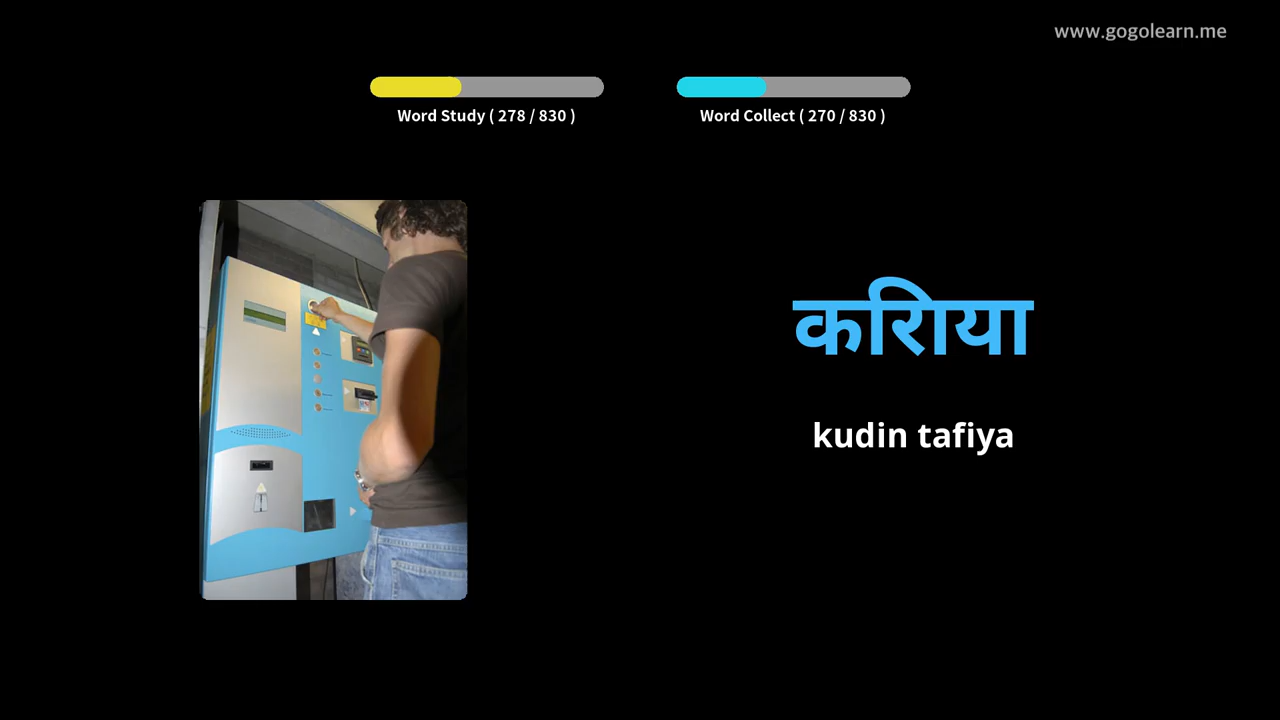 www.gogolearn.me
Word Study ( 278 / 830 )
Word Collect ( 270 / 830 )
करिाया
kudin tafiya